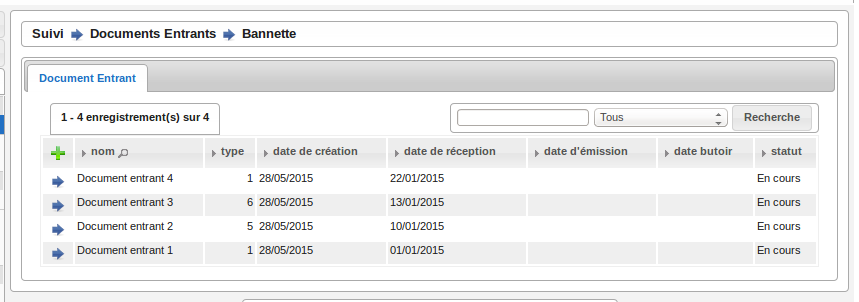 Suivi Documents Entrants Bannette
Document Entrant
1 - 4 enregistrement(s) sur 4 Tous Recherche
nom type date de création date de réception date d'émission date butoir statut
Document entrant 4 1 28/05/2015 22/01/2015 En cours
Document entrant 3 6 28/05/2015 13/01/2015 En cours
Document entrant 2 5 28/05/2015 10/01/2015 En cours
Document entrant 1 1 28/05/2015 01/01/2015 En cours